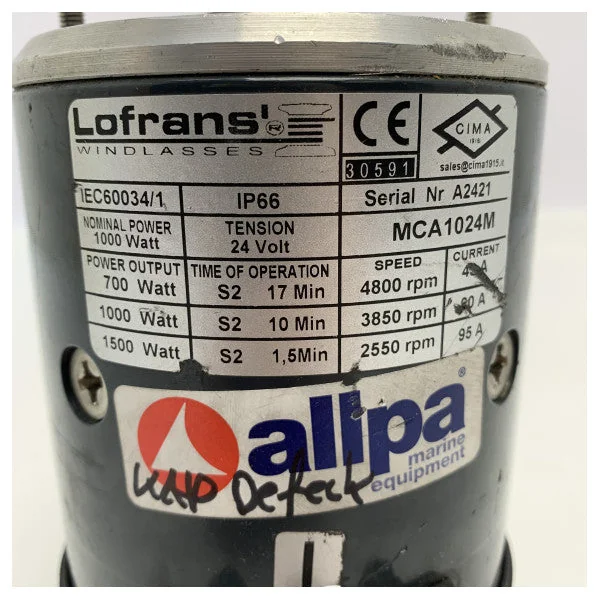 Lofrans'®
WINDLASSES
CE
30591
CIMA
1915
sales@cima1915.it
IEC60034/1 IP66 Serial Nr A2421
NOMINAL POWER
1000 Watt
TENSION
24 Volt
MCA1024M
POWER OUTPUT TIME OF OPERATION SPEED CURRENT
700 Watt S2 17 Min 4800 rpm A
1000 Watt S2 10 Min 3850 rpm A
1500 Watt S2 1,5Min 2550 rpm 95 A
allpa®
marine
equipment
Defect